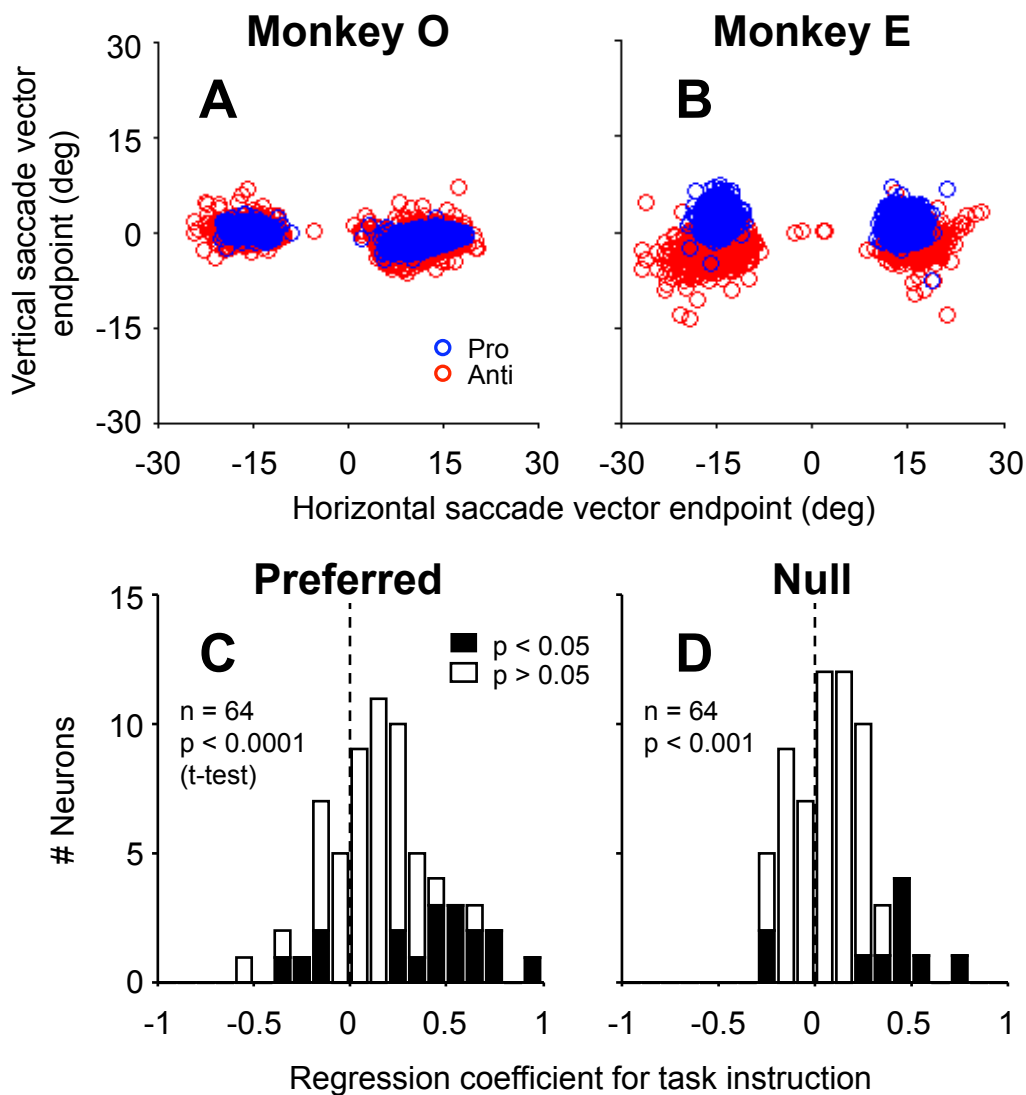 Monkey O
Monkey E
A
B
Vertical saccade vector
endpoint (deg)
30
15
0
-15
-30
Pro
Anti
-30
-15
0
15
30
-30
-15
0
15
30
Horizontal saccade vector endpoint (deg)
Preferred
Null
C
D
# Neurons
15
10
5
0
p < 0.05
p > 0.05
n = 64
p < 0.0001
(t-test)
n = 64
p < 0.001
-1
-0.5
0
0.5
1
-1
-0.5
0
0.5
1
Regression coefficient for task instruction